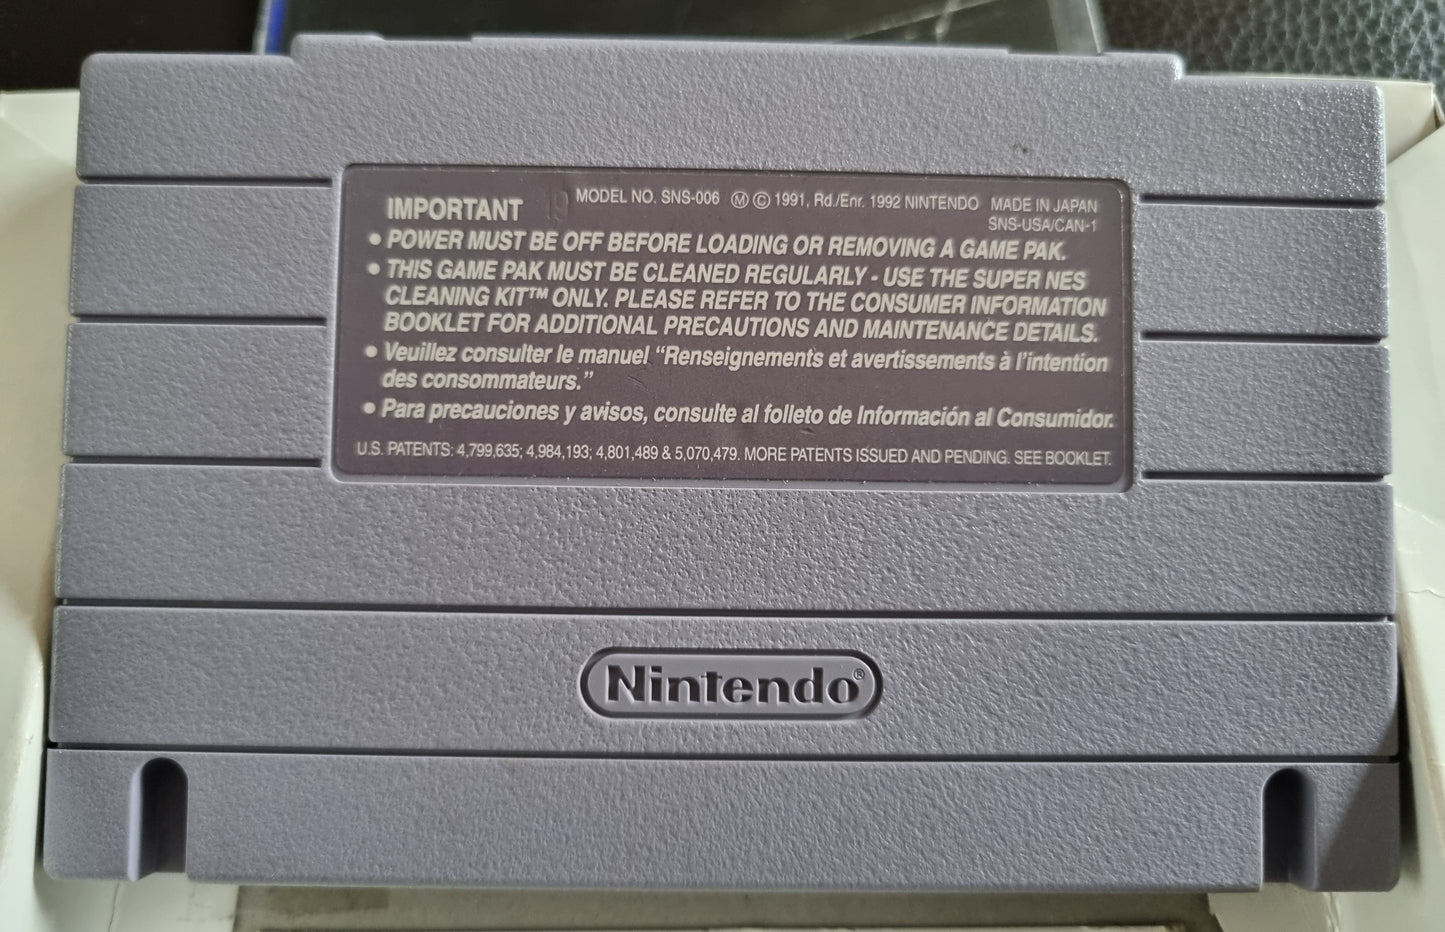 IMPORTANT
MODEL NO. SNS-006 Ⓜ © 1991, Rd./Enr. 1992 NINTENDO MADE IN JAPAN
SNS-USA/CAN-1
• POWER MUST BE OFF BEFORE LOADING OR REMOVING A GAME PAK.
• THIS GAME PAK MUST BE CLEANED REGULARLY - USE THE SUPER NES
CLEANING KIT™ ONLY. PLEASE REFER TO THE CONSUMER INFORMATION
BOOKLET FOR ADDITIONAL PRECAUTIONS AND MAINTENANCE DETAILS.
• Veuillez consulter le manuel “Renseignements et avertissements à l’intention
des consommateurs.”
• Para precauciones y avisos, consulte al folleto de Información al Consumidor.
U.S. PATENTS: 4,799,635; 4,984,193; 4,801,489 & 5,070,479. MORE PATENTS ISSUED AND PENDING. SEE BOOKLET.
Nintendo®